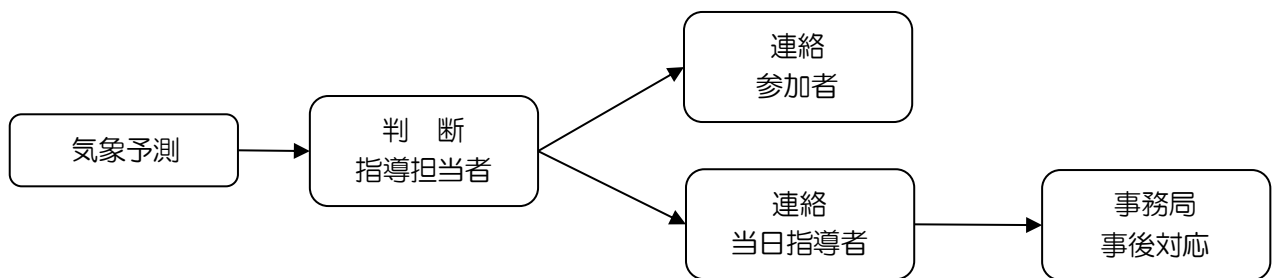 気象予測
判　断
指導担当者
連絡
参加者
連絡
当日指導者
事務局
事後対応